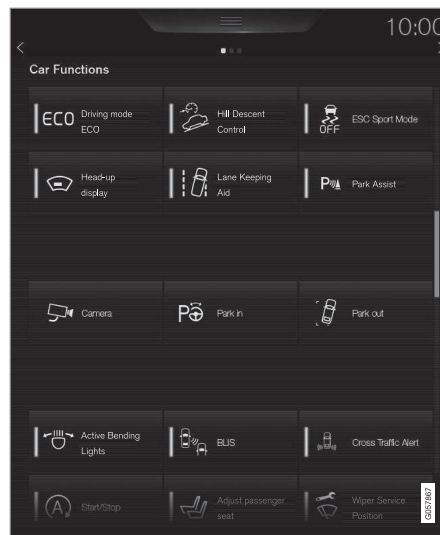 10:00
Car Functions
ECO
Driving mode
ECO
Hill Descent
Control
OFF
ESC Sport Mode
Head-up
display
Lane Keeping
Aid
P
Park Assist
Camera
P
Park in
Park out
Active Bending
Lights
BLIS
Cross Traffic Alert
A
Start/Stop
Adjust passenger
seat
Wiper Service
Position
G057867